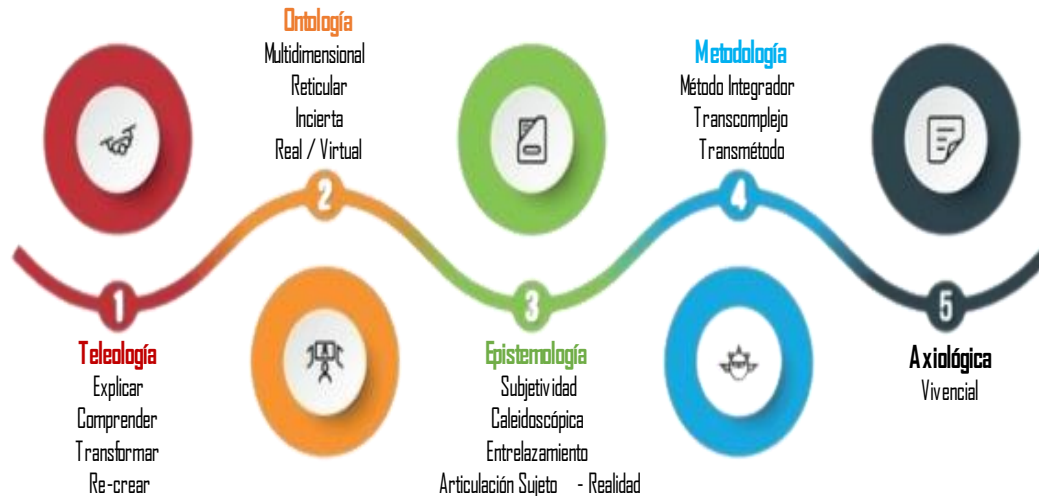 1
Teleología
Explicar
Comprender
Transformar
Re-crear
Ontología
Multidimensional
Reticular
Incierta
Real / Virtual
2
3
Epistemología
Subjetividad
Caleidoscópica
Entrelazamiento
Articulación Sujeto - Realidad
Metodología
Método Integrador
Transcomplejo
Transmétodo
4
5
Axiológica
Vivencial